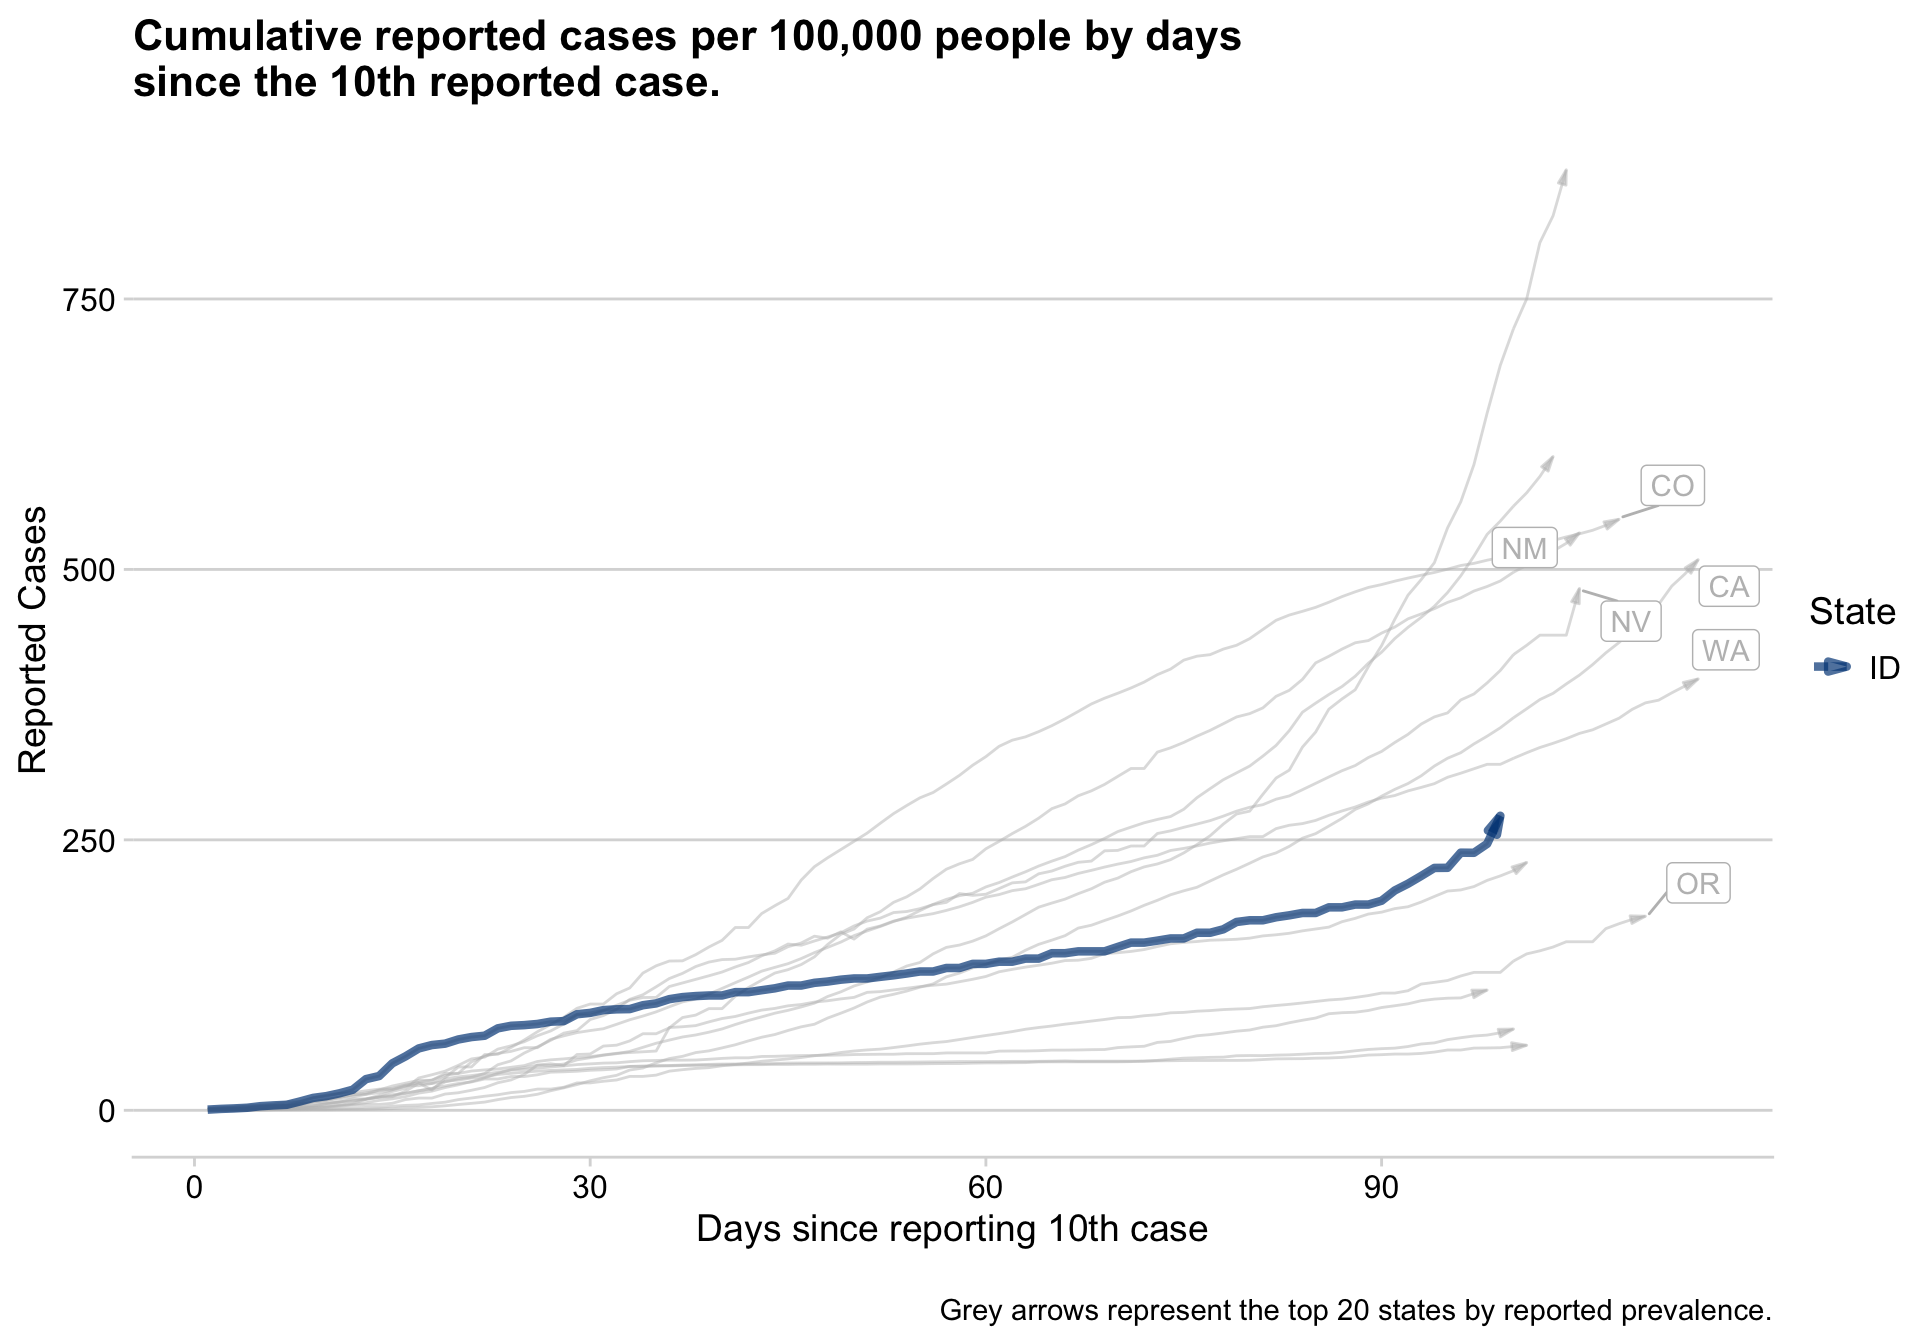 Cumulative reported cases per 100,000 people by days
since the 10th reported case.
Reported Cases
750
500
250
0
CO
NM
CA
NV
WA
OR
State
ID
0
30
60
90
Days since reporting 10th case
Grey arrows represent the top 20 states by reported prevalence.